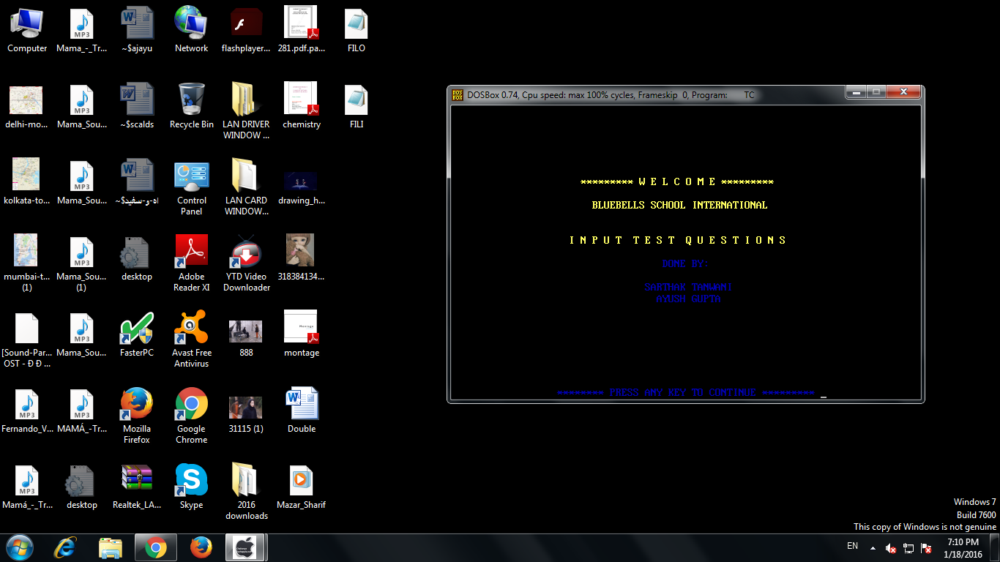 Computer
Mama_-_Tr...
~$ajayu
Network
flashplayer...
281.pdf.pa...
FILO
delhi-mo...
Mama_Sou...
~$scalds
Recycle Bin
LAN DRIVER
WINDOW ...
chemistry
FILI
kolkata-to...
Mama_Sou...
Control
Panel
LAN CARD
WINDOW...
drawing_h...
mumbai-t...
(1)
Mama_Sou...
(1)
desktop
Adobe
Reader XI
YTD Video
Downloader
318384134...
[Sound-Par...
OST - Ð Ð ...
Mama_Sou...
FasterPC
Avast Free
Antivirus
888
montage
Fernando_V...
MAMÁ_-Tr...
Mozilla
Firefox
Google
Chrome
31115 (1)
Double
Mamá_-_Tr...
desktop
Realtek_LA...
Skype
2016
downloads
Mazar_Sharif
DOSBox 0.74, Cpu speed: max 100% cycles, Frameskip 0, Program: TC
********* W E L C O M E *********
BLUEBELLS SCHOOL INTERNATIONAL
I N P U T T E S T Q U E S T I O N S
DONE BY:
SARTHAK TANWANI
AYUSH GUPTA
******** PRESS ANY KEY TO CONTINUE ********* _
Windows 7
Build 7600
This copy of Windows is not genuine
EN
7:10 PM
1/18/2016